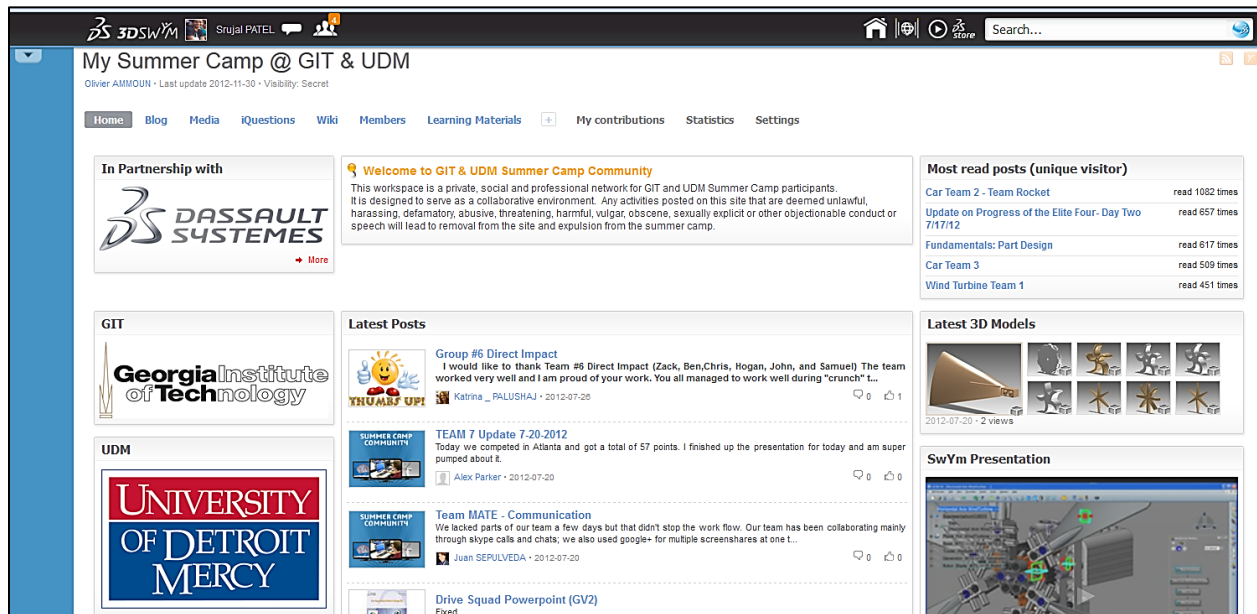 3DSWYM Srujal PATEL 4 3DS store Search...
My Summer Camp @ GIT & UDM
Olivier AMMOUN • Last update 2012-11-30 • Visibility: Secret
Home Blog Media iQuestions Wiki Members Learning Materials + My contributions Statistics Settings
In Partnership with
DASSAULT
SYSTEMES
More
Welcome to GIT & UDM Summer Camp Community
This workspace is a private, social and professional network for GIT and UDM Summer Camp participants.
It is designed to serve as a collaborative environment. Any activities posted on this site that are deemed unlawful,
harassing, defamatory, abusive, threatening, harmful, vulgar, obscene, sexually explicit or other objectionable conduct or
speech will lead to removal from the site and expulsion from the summer camp.
Most read posts (unique visitor)
Car Team 2 - Team Rocket read 1082 times
Update on Progress of the Elite Four- Day Two read 657 times
7/17/12
Fundamentals: Part Design read 617 times
Car Team 3 read 509 times
Wind Turbine Team 1 read 451 times
GIT
Georgia Institute
of Technology
UDM
UNIVERSITY
OF DETROIT
MERCY
Latest Posts
THUMBS UP!
Group #6 Direct Impact
I would like to thank Team #6 Direct Impact (Zack, Ben,Chris, Hogan, John, and Samuel) The team
worked very well and I am proud of your work. You all managed to work well during "crunch" t...
Katrina _ PALUSHAJ • 2012-07-26 0 1
SUMMER CAMP
COMMUNITY
TEAM 7 Update 7-20-2012
Today we competed in Atlanta and got a total of 57 points. I finished up the presentation for today and am super
pumped about it.
Alex Parker • 2012-07-20 0 0
SUMMER CAMP
COMMUNITY
Team MATE - Communication
We lacked parts of our team a few days but that didn't stop the work flow. Our team has been collaborating mainly
through skype calls and chats; we also used google+ for multiple screenshares at one t...
Juan SEPULVEDA • 2012-07-20 0 0
Drive Squad Powerpoint (GV2)
Fixed
Latest 3D Models
2012-07-20 • 2 views
SwYm Presentation